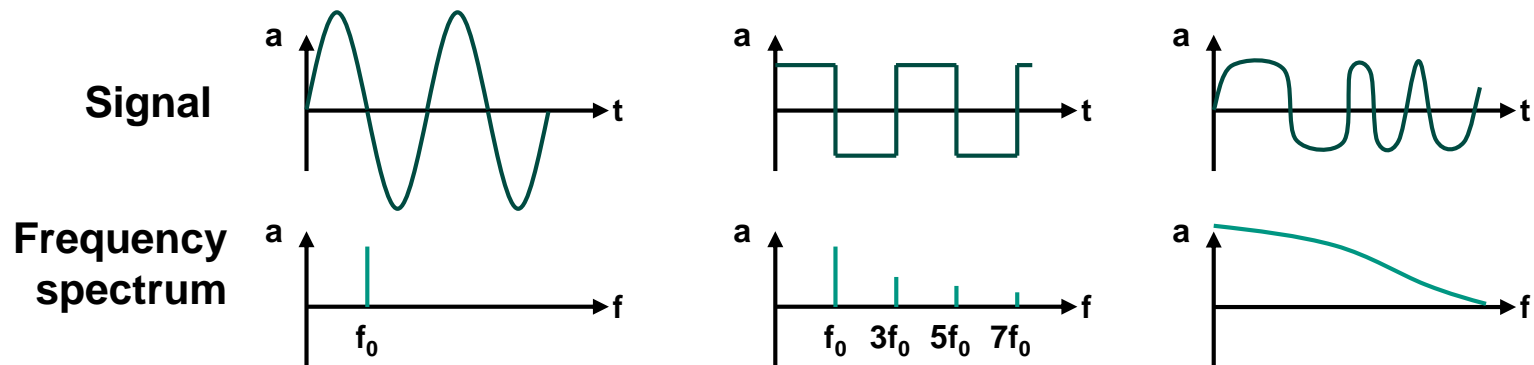 Signal
a
t
a
t
a
t
Frequency
spectrum
a
f
f₀
a
f
f₀ 3f₀ 5f₀ 7f₀
a
f